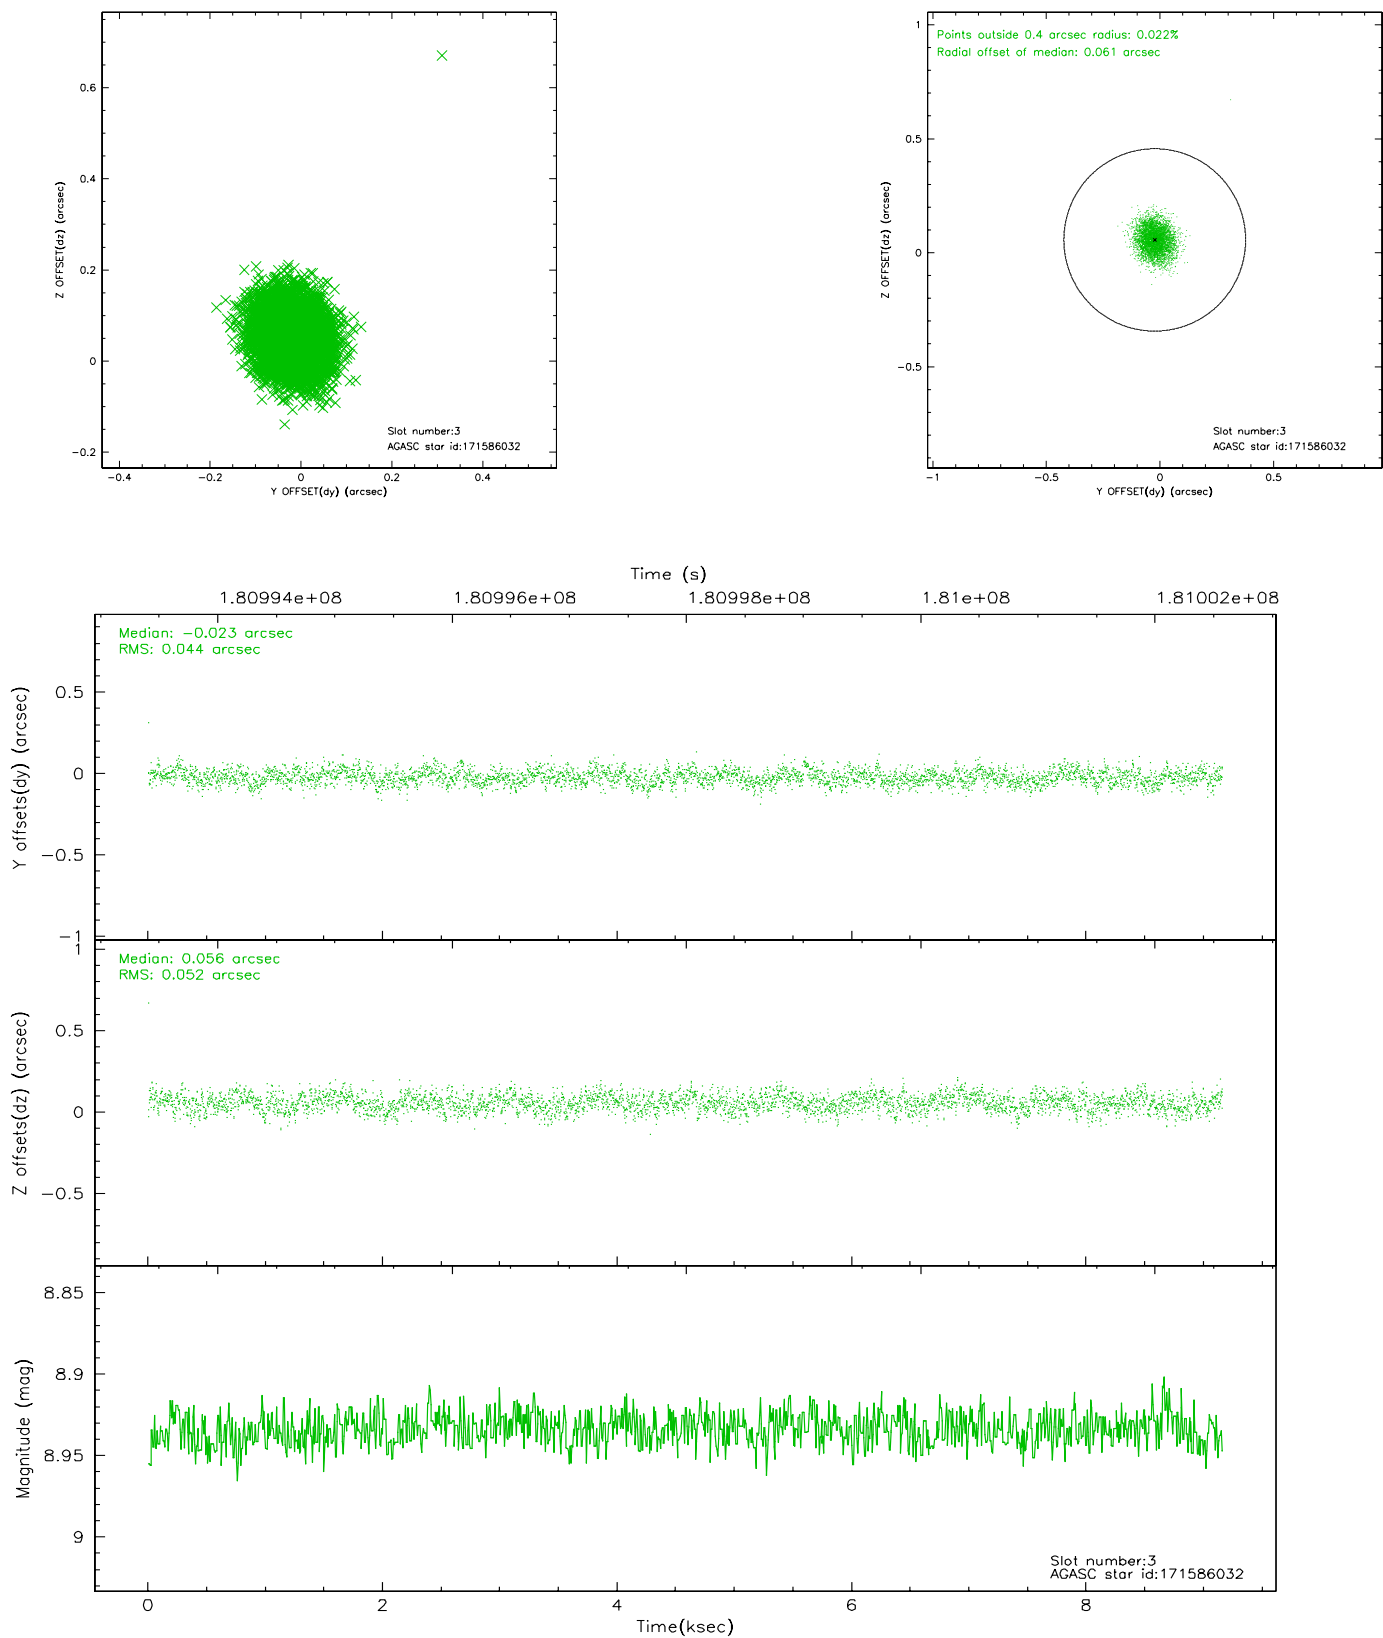 0.6
0.4
0.2
0
−0.2
−0.4
−0.2
0
0.2
0.4
Z OFFSET(dz) (arcsec)
Y OFFSET(dy) (arcsec)
Slot number:3
AGASC star id:171586032
Points outside 0.4 arcsec radius: 0.022%
Radial offset of median: 0.061 arcsec
1
0.5
0
−0.5
−1
−0.5
0
0.5
Z OFFSET(dz) (arcsec)
Y OFFSET(dy) (arcsec)
Slot number:3
AGASC star id:171586032
Time (s)
1.80994e+08
1.80996e+08
1.80998e+08
1.81e+08
1.81002e+08
Median: −0.023 arcsec
RMS: 0.044 arcsec
0.5
0
−0.5
−1
Y offsets(dy) (arcsec)
Median: 0.056 arcsec
RMS: 0.052 arcsec
1
0.5
0
−0.5
Z offsets(dz) (arcsec)
8.85
8.9
8.95
9
Magnitude (mag)
Slot number:3
AGASC star id:171586032
0
2
4
6
8
Time(ksec)